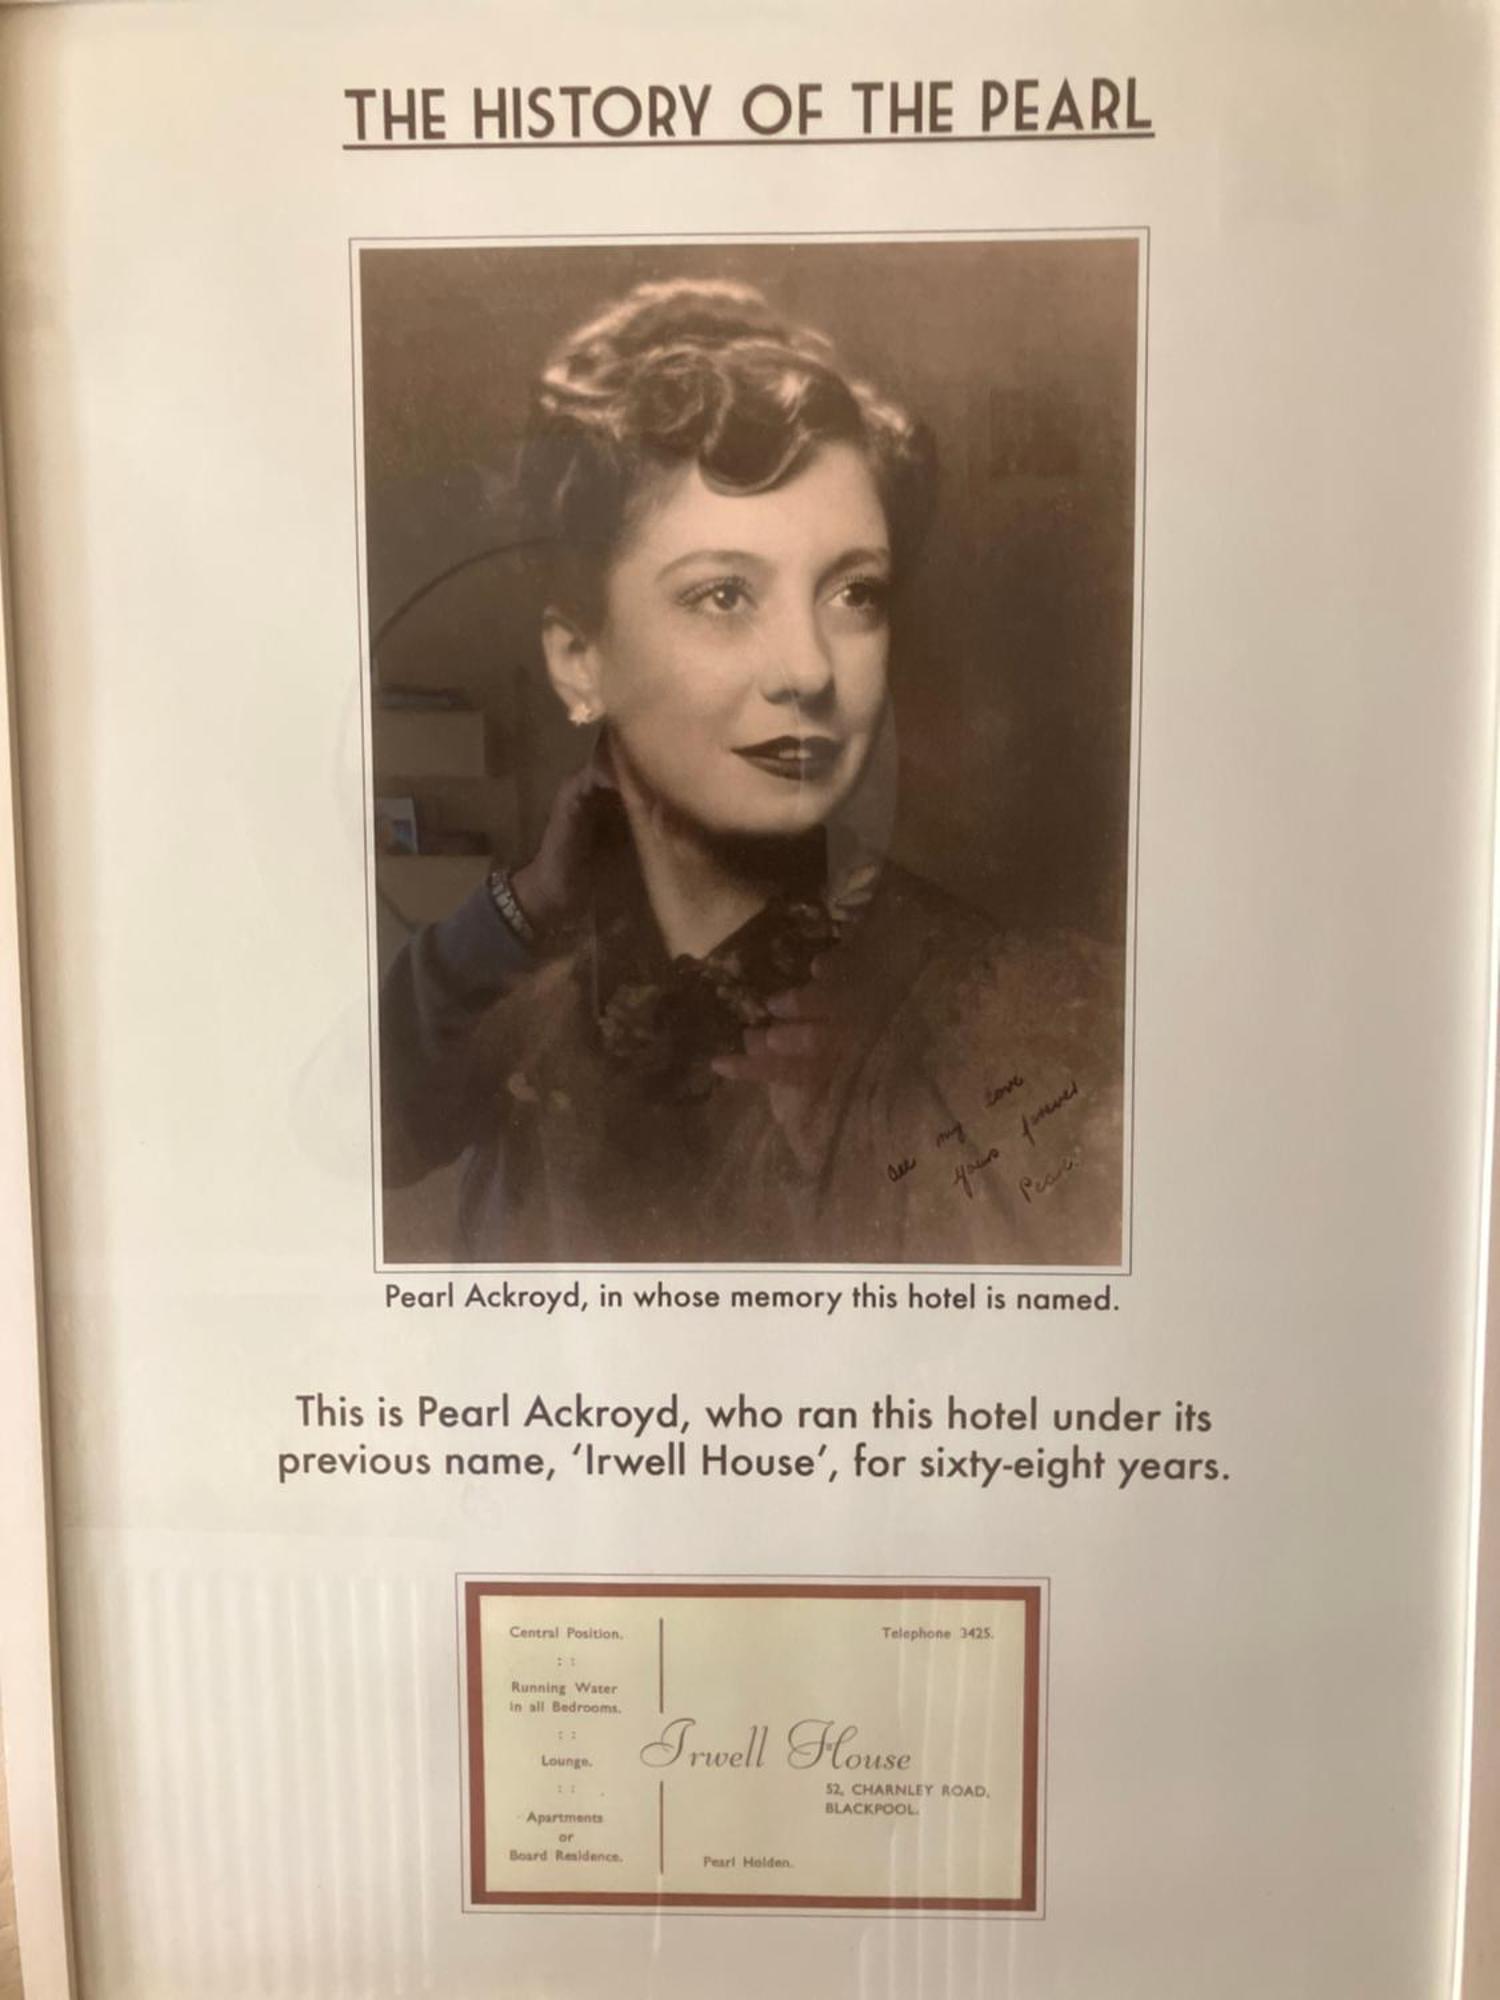 THE HISTORY OF THE PEARL
all my love
yours forever
Pearl
Pearl Ackroyd, in whose memory this hotel is named.
This is Pearl Ackroyd, who ran this hotel under its
previous name, ‘Irwell House’, for sixty-eight years.
Central Position.
: :
Running Water
in all Bedrooms.
: :
Lounge.
: :
Apartments
or
Board Residence.
Telephone 3425.
Irwell House
52, CHARNLEY ROAD,
BLACKPOOL.
Pearl Holden.